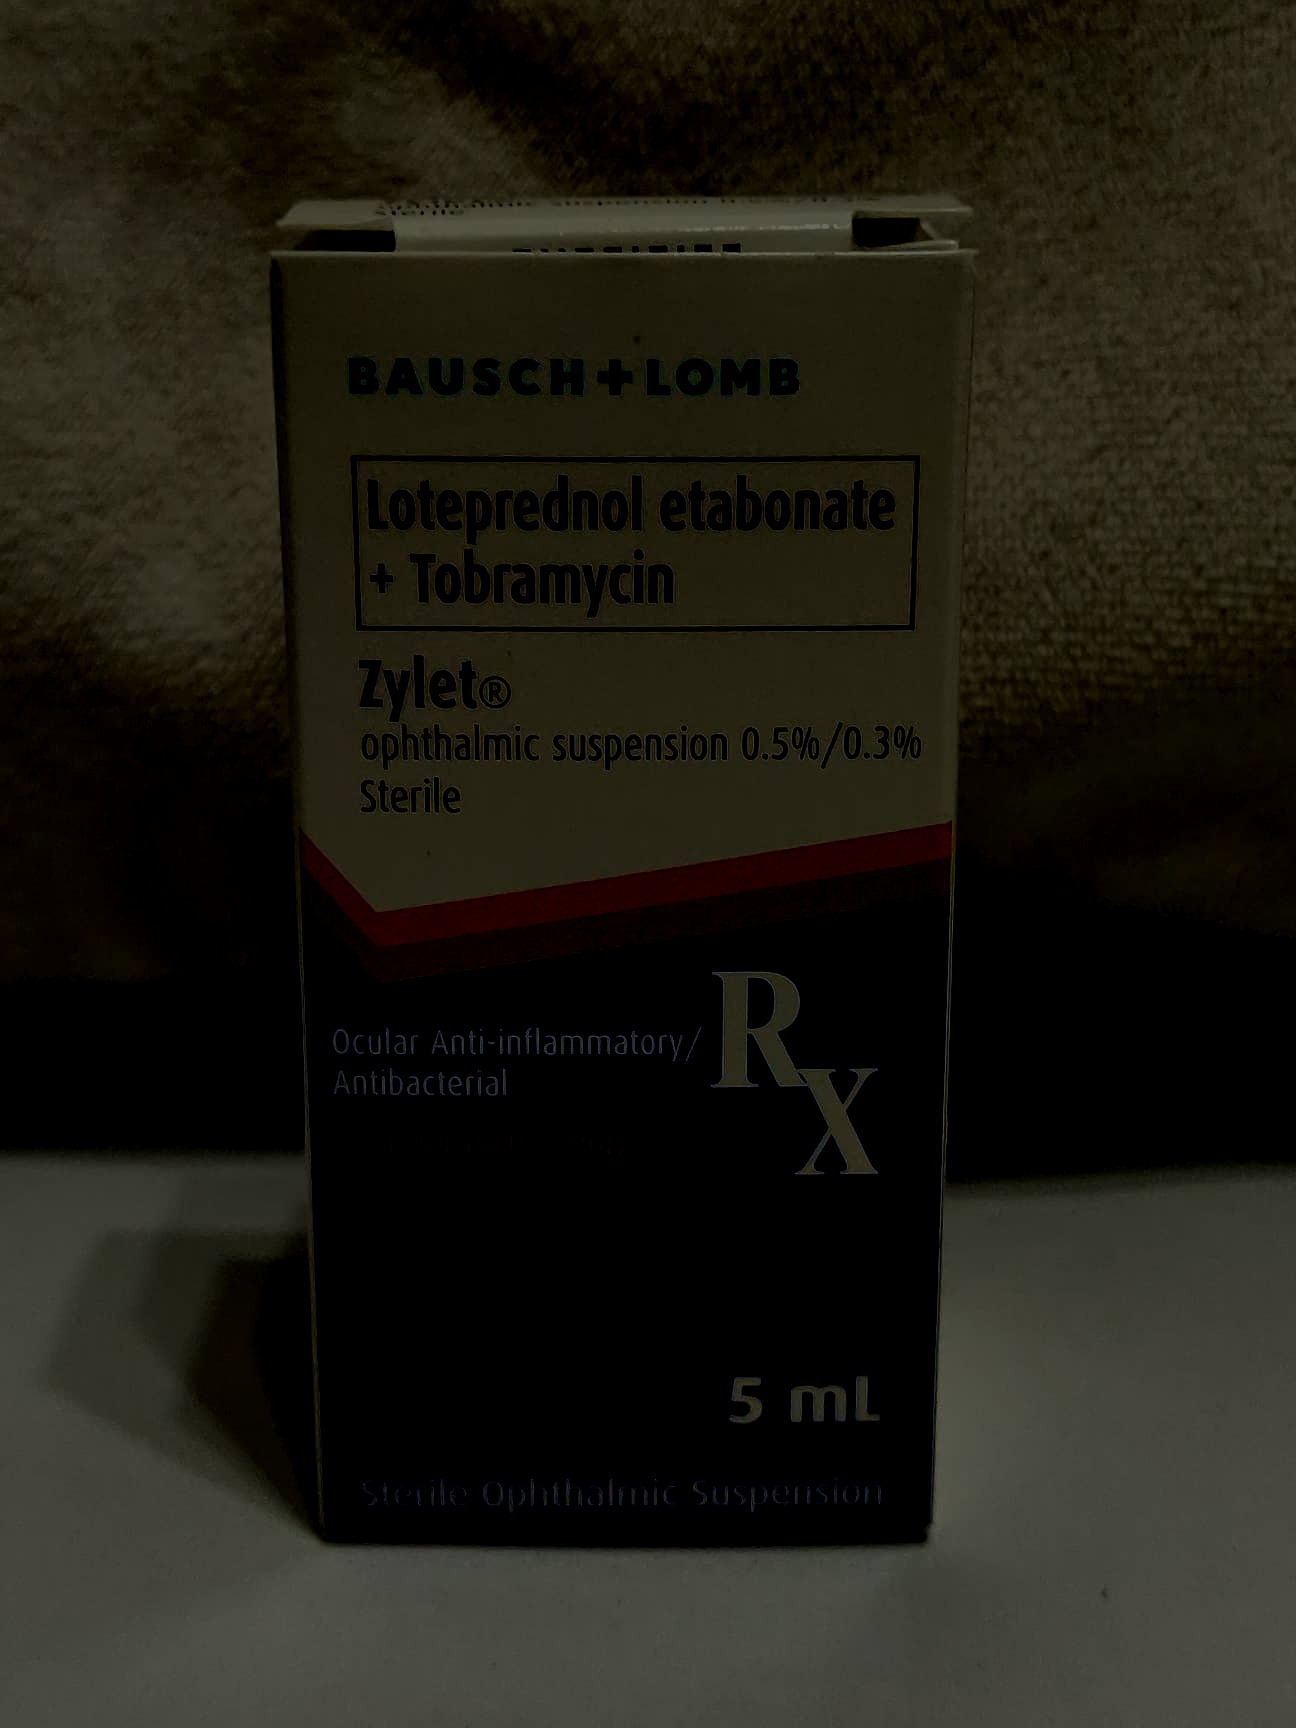 BAUSCH+LOMB
Loteprednol etabonate
+ Tobramycin
Zylet®
ophthalmic suspension 0.5%/0.3%
Sterile
Ocular Anti-inflammatory/
Antibacterial
Rx
5 mL
Sterile Ophthalmic Suspension